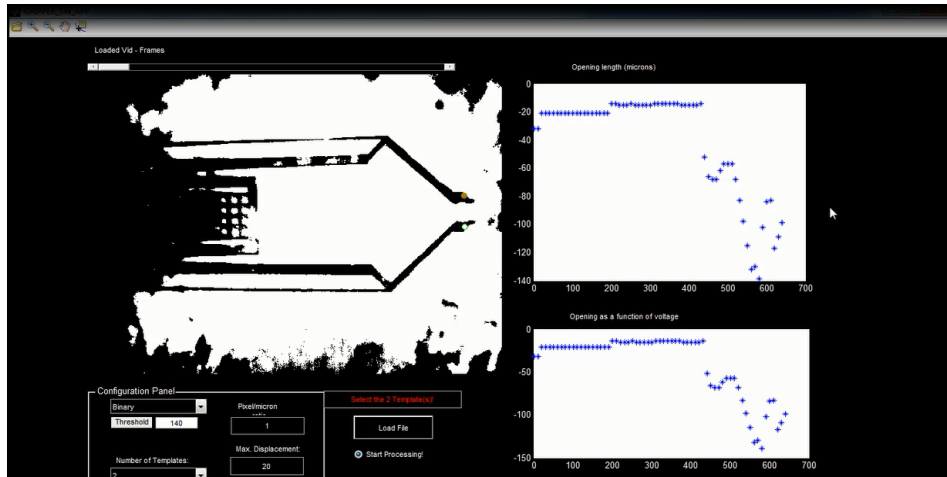 Loaded Vid - Frames
Opening length (microns)
0
-20
-40
-60
-80
-100
-120
-140
0 100 200 300 400 500 600 700
Opening as a function of voltage
0
-50
-100
-150
0 100 200 300 400 500 600 700
Configuration Panel
Binary
Threshold 140
Pixel/micron
1
Number of Templates:
2
Max. Displacement:
20
Select the 2 Template(s)!
Load File
Start Processing!